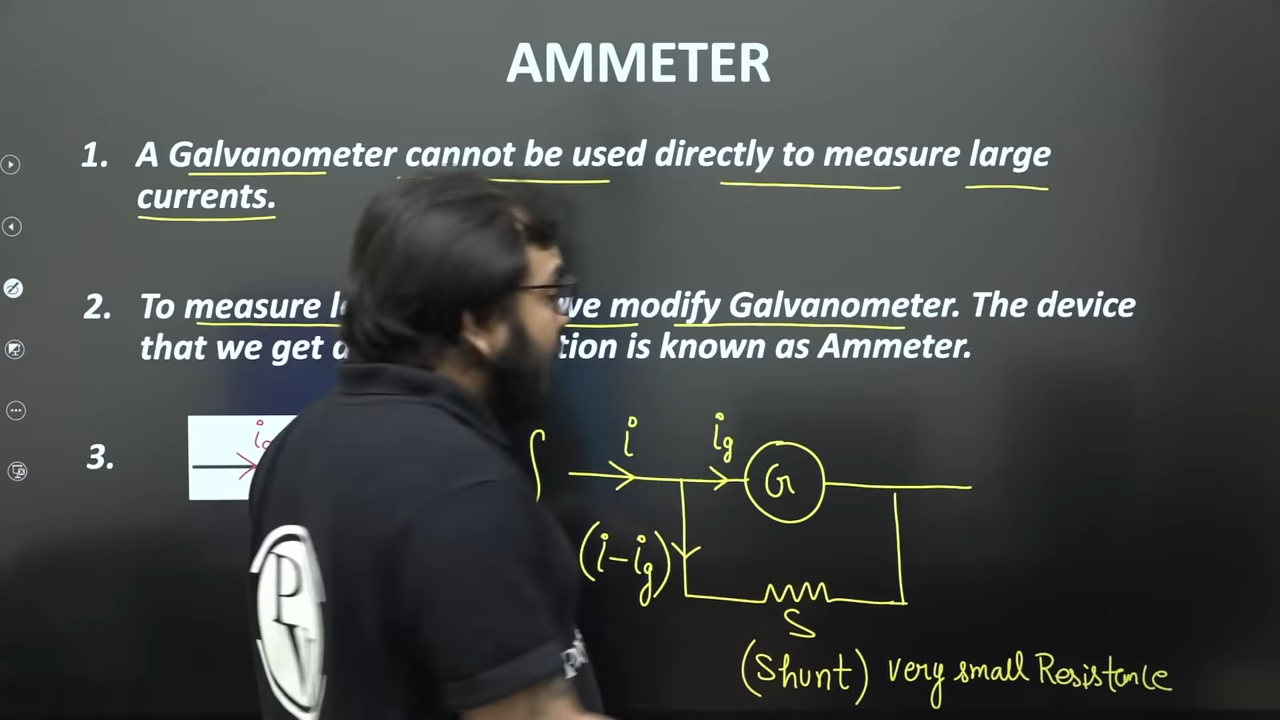 AMMETER
1. A Galvanometer cannot be used directly to measure large
currents.
2. To measure we modify Galvanometer. The device
that we get is known as Ammeter.
3.
i
i ig
G
(i-ig)
S
(Shunt) very small Resistance
PW